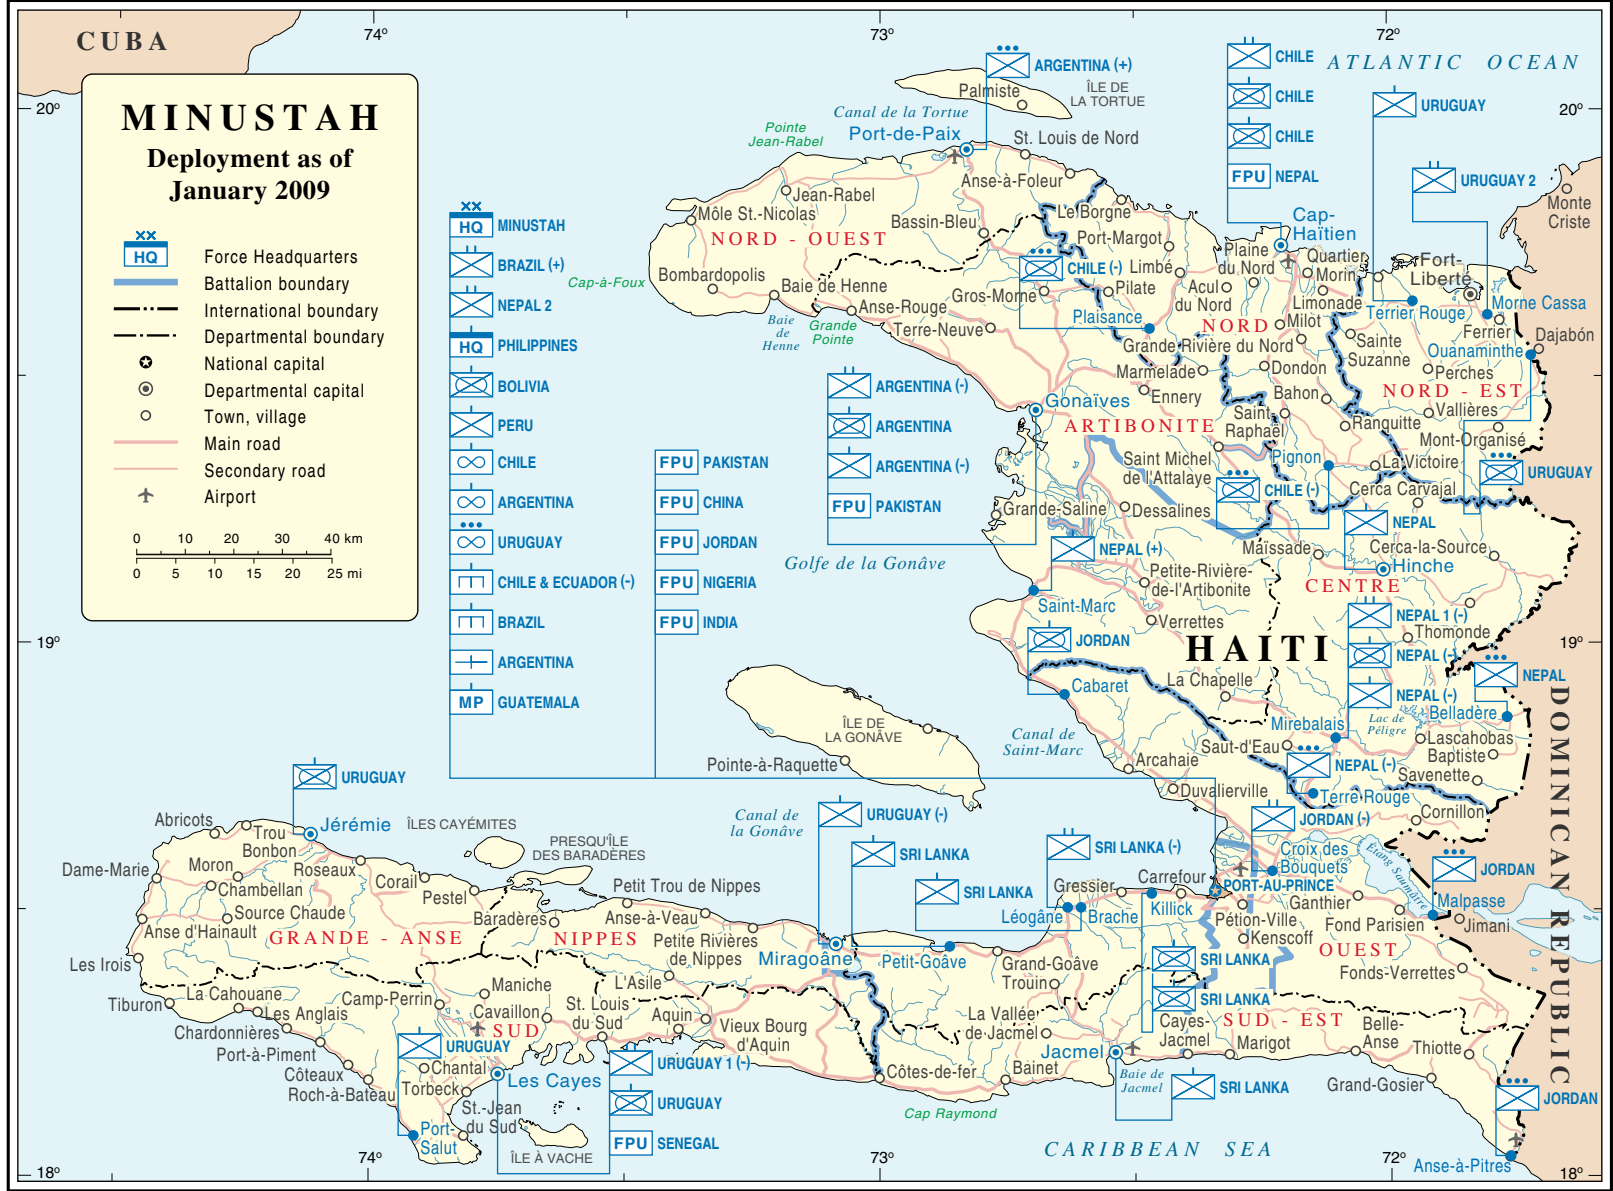 74º
73º
72º
CUBA
ATLANTIC OCEAN
20º
20º
MINUSTAH
Deployment as of
January 2009
HQ
Force Headquarters
Battalion boundary
International boundary
Departmental boundary
National capital
Departmental capital
Town, village
Main road
Secondary road
Airport
0 10 20 30 40 km
0 5 10 15 20 25 mi
HQ MINUSTAH
BRAZIL (+)
NEPAL 2
HQ PHILIPPINES
BOLIVIA
PERU
CHILE
ARGENTINA
URUGUAY
CHILE & ECUADOR (-)
BRAZIL
ARGENTINA
MP GUATEMALA
FPU PAKISTAN
FPU CHINA
FPU JORDAN
FPU NIGERIA
FPU INDIA
ARGENTINA (+)
Palmiste
ÎLE DE
LA TORTUE
Canal de la Tortue
Port-de-Paix
Pointe
Jean-Rabel
St. Louis de Nord
Anse-à-Foleur
Jean-Rabel
Môle St.-Nicolas
NORD - OUEST
Bassin-Bleu
Le Borgne
Port-Margot
Cap-à-Foux
Bombardopolis
Baie de Henne
Baie
de
Henne
Grande
Pointe
Anse-Rouge
Terre-Neuve
Gros-Morne
CHILE (-)
Limbé
Pilate
Plaisance
CHILE
CHILE
CHILE
FPU NEPAL
URUGUAY
URUGUAY 2
Cap-
Haïtien
Monte
Criste
Plaine
du Nord
Acul
du Nord
Quartier
Morin
Limonade
Milot
NORD
Fort-
Liberté
Terrier Rouge
Morne Cassa
Ferrier
Ouanaminthe
Dajabón
Sainte
Suzanne
Perches
NORD - EST
Vallières
Mont-Organisé
Grande Rivière du Nord
Marmelade
Dondon
Bahon
Ennery
Saint-
Raphaël
Ranquitte
Pignon
La Victoire
Cerca Carvajal
URUGUAY
ARGENTINA (-)
ARGENTINA
ARGENTINA (-)
FPU PAKISTAN
Gonaïves
ARTIBONITE
Saint Michel
de l'Attalaye
CHILE (-)
Grande-Saline
Dessalines
Golfe de la Gonâve
NEPAL (+)
Maïssade
NEPAL
Cerca-la-Source
Hinche
CENTRE
Petite-Rivière-
de-l'Artibonite
Saint-Marc
Verrettes
19º
19º
HAITI
JORDAN
NEPAL 1 (-)
Thomonde
NEPAL (-)
NEPAL (-)
NEPAL
Cabaret
La Chapelle
Mirebalais
Lac de
Péligre
Belladère
ÎLE DE
LA GONÂVE
Canal de
Saint-Marc
Pointe-à-Raquette
Arcahaie
Saut-d'Eau
NEPAL (-)
Lascahobas
Baptiste
Savenette
Duvalierville
Terre Rouge
Cornillon
JORDAN (-)
DOMINICAN REPUBLIC
URUGUAY
Jérémie
ÎLES CAYÉMITES
Abricots
Trou
Bonbon
Dame-Marie
Moron
Roseaux
Chambellan
Corail
Pestel
PRESQU'ÎLE
DES BARADÈRES
Source Chaude
Anse d'Hainault
GRANDE - ANSE
Baradères
Petit Trou de Nippes
Anse-à-Veau
NIPPES
Petite Rivières
de Nippes
Les Irois
Canal de
la Gonâve
URUGUAY (-)
SRI LANKA
SRI LANKA
SRI LANKA (-)
Croix des
Bouquets
Étang Saumâtre
JORDAN
Gressier
Carrefour
PORT-AU-PRINCE
Léogâne
Brache
Killick
Ganthier
Malpasse
Pétion-Ville
Kenscoff
Fond Parisien
Jimani
OUEST
Fonds-Verrettes
Miragoâne
Petit-Goâve
Grand-Goâve
Trouin
SRI LANKA
SRI LANKA
Tiburon
La Cahouane
Les Anglais
Chardonnières
Port-à-Piment
Côteaux
Roch-à-Bateau
Camp-Perrin
Maniche
Cavaillon
SUD
L'Asile
St. Louis
du Sud
Aquin
Vieux Bourg
d'Aquin
URUGUAY
Chantal
Torbeck
Les Cayes
St.-Jean
du Sud
Port-
Salut
ÎLE À VACHE
URUGUAY 1 (-)
URUGUAY
FPU SENEGAL
La Vallée
de Jacmel
Côtes-de-fer
Bainet
Jacmel
Baie de
Jacmel
Cap Raymond
Cayes-
Jacmel
SUD - EST
Marigot
Belle-
Anse
Thiotte
Grand-Gosier
SRI LANKA
JORDAN
Anse-à-Pitres
CARIBBEAN SEA
18º
74º
73º
72º
18º